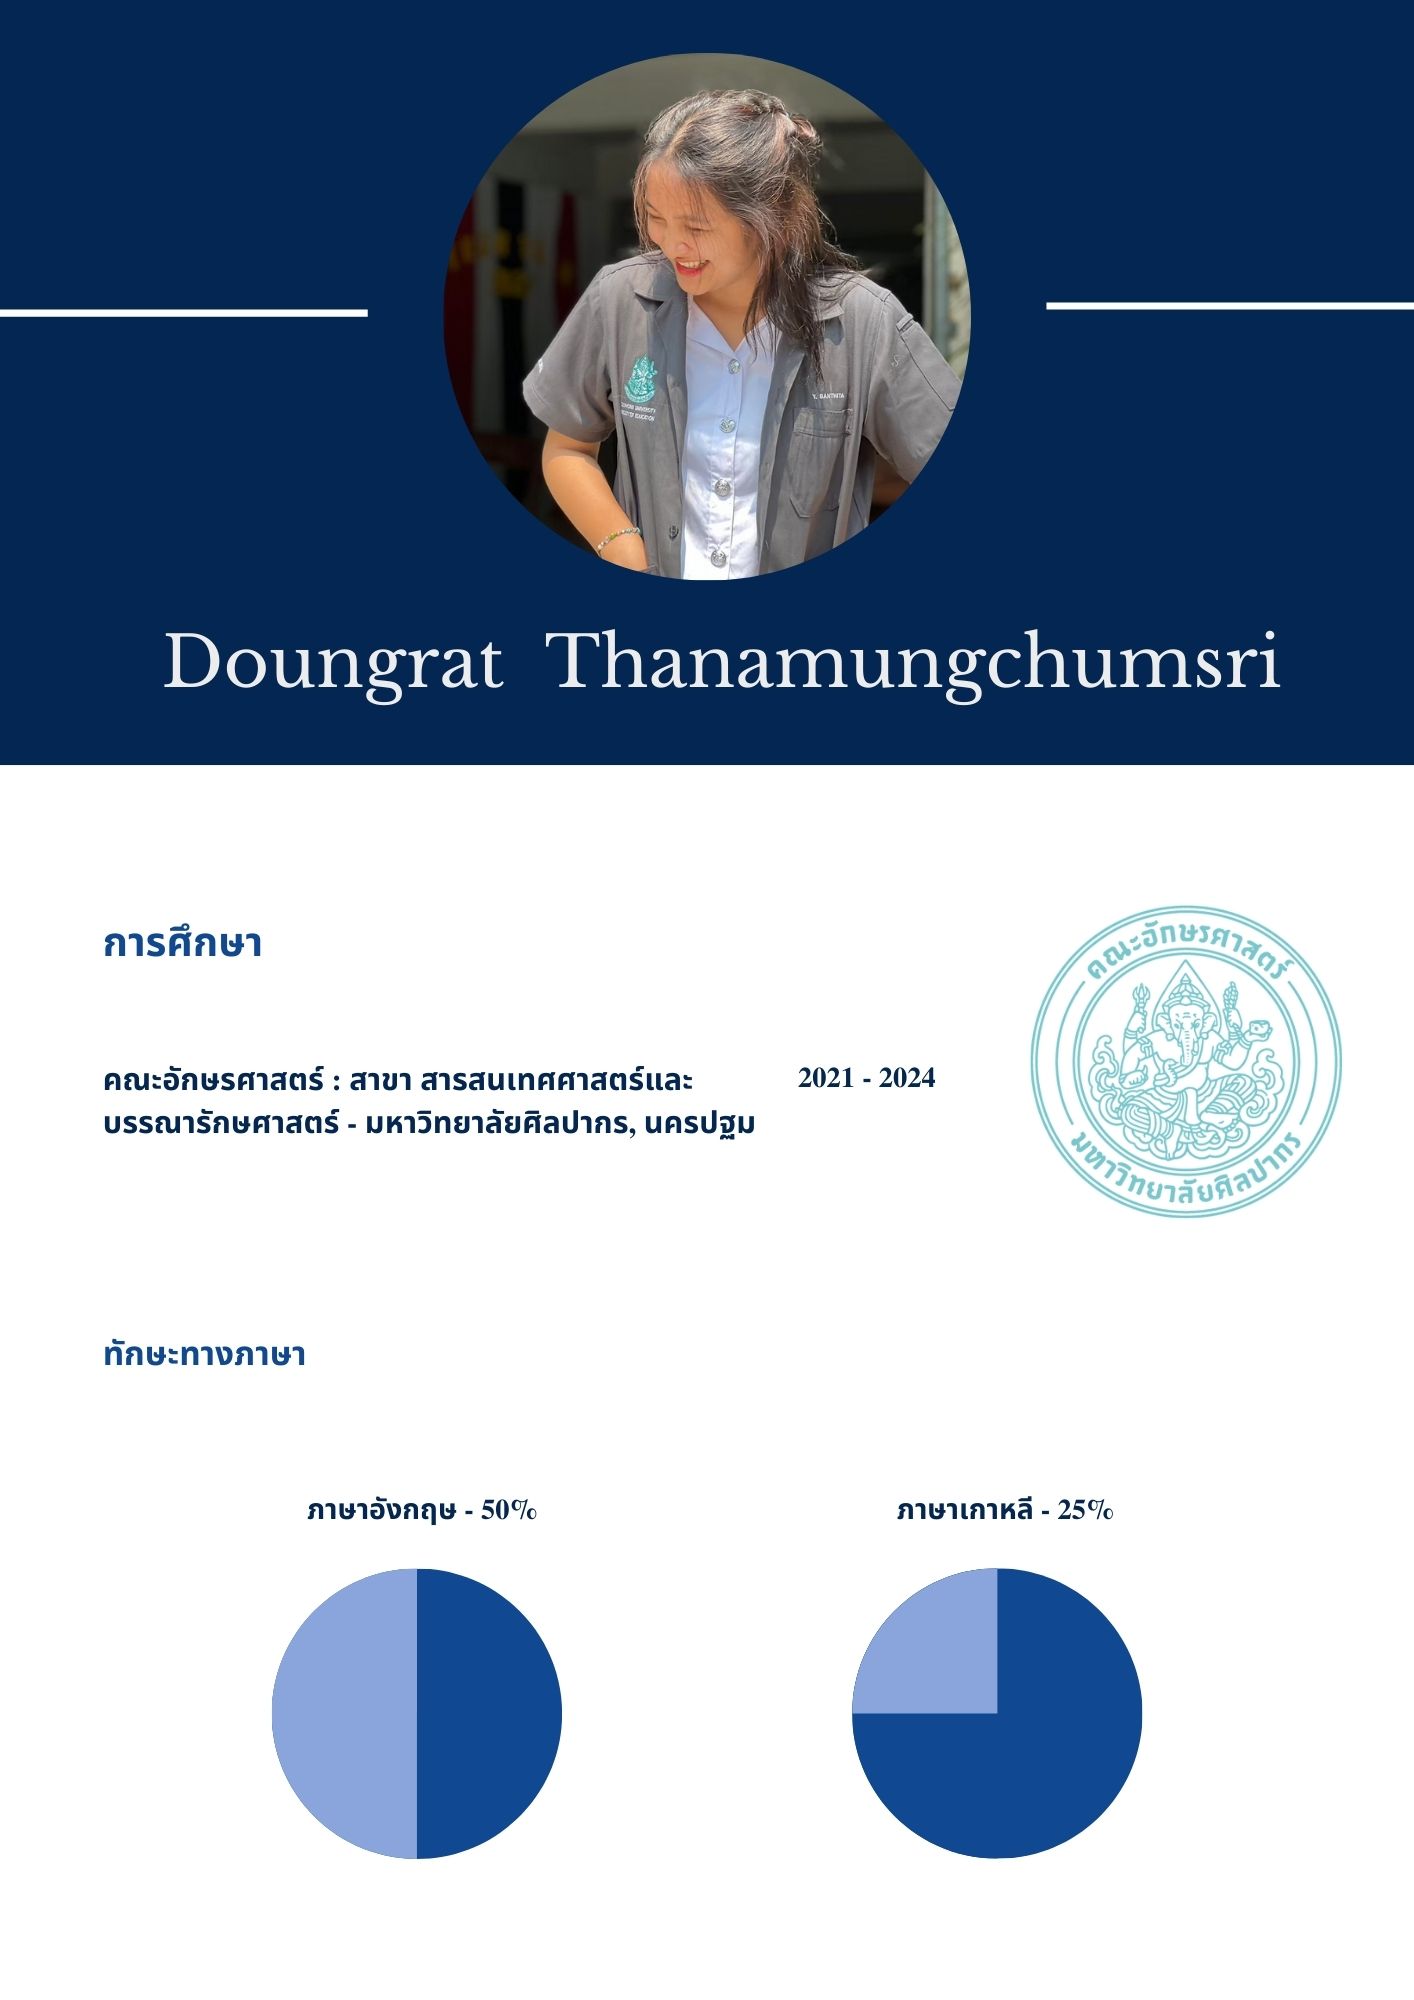 Y. GANTHITA
Doungrat Thanamungchumsri
การศึกษา
คณะอักษรศาสตร์ : สาขา สารสนเทศศาสตร์และ
บรรณารักษศาสตร์ - มหาวิทยาลัยศิลปากร, นครปฐม
2021 - 2024
คณะอักษรศาสตร์
มหาวิทยาลัยศิลปากร
ทักษะทางภาษา
ภาษาอังกฤษ - 50%
ภาษาเกาหลี - 25%